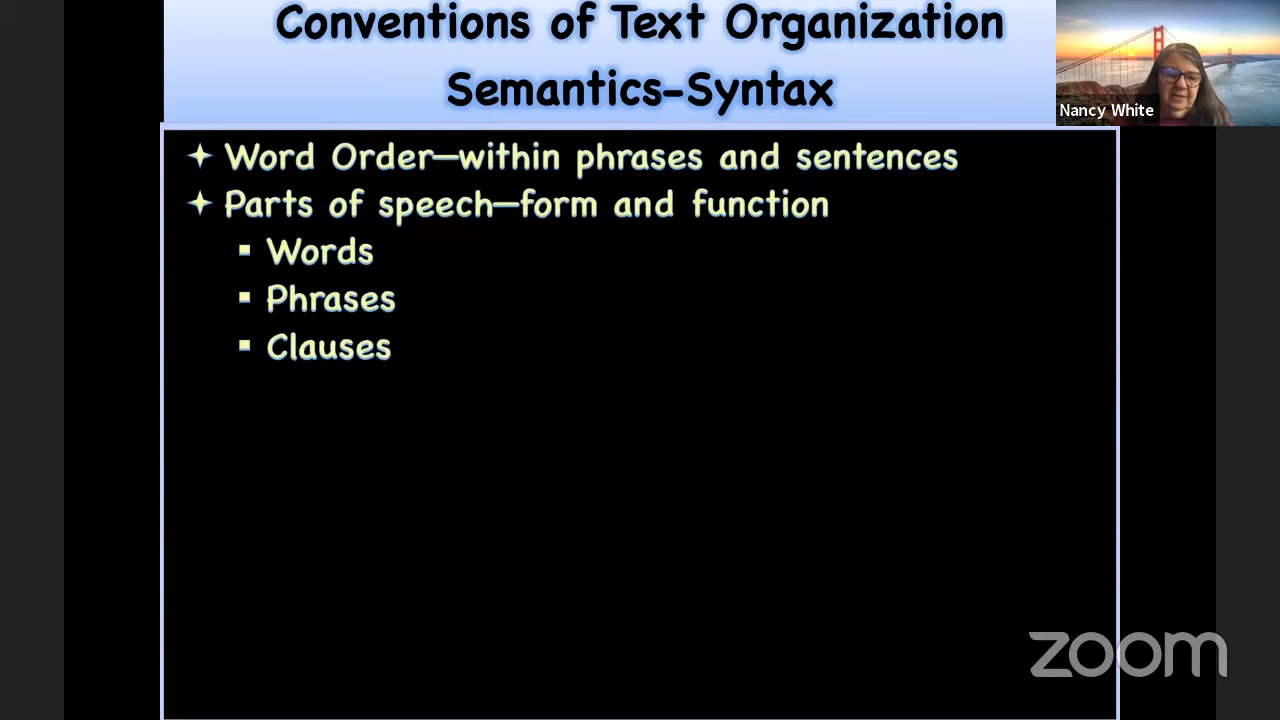 Conventions of Text Organization
Semantics-Syntax
Nancy White
Word Order—within phrases and sentences
Parts of speech—form and function
Words
Phrases
Clauses
zoom